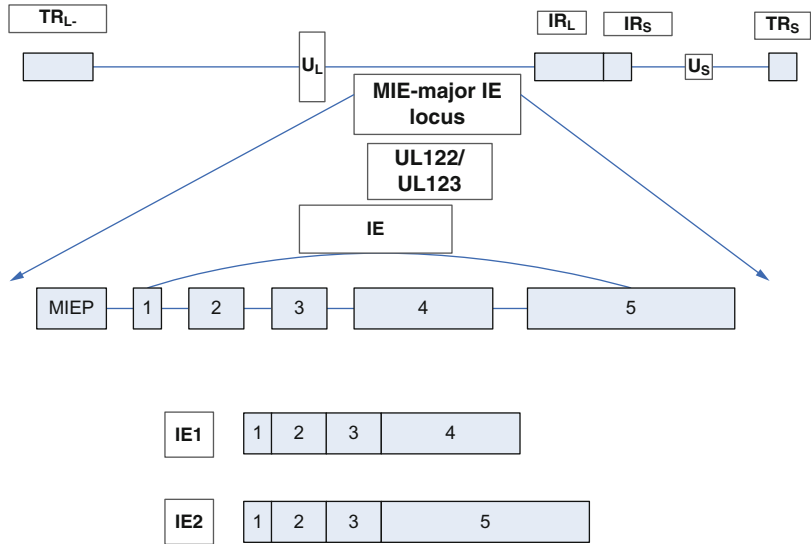 TRL-
IRL
IRS
TRS
UL
US
MIE-major IE
locus
UL122/
UL123
IE
MIEP
1
2
3
4
5
IE1
1
2
3
4
IE2
1
2
3
5